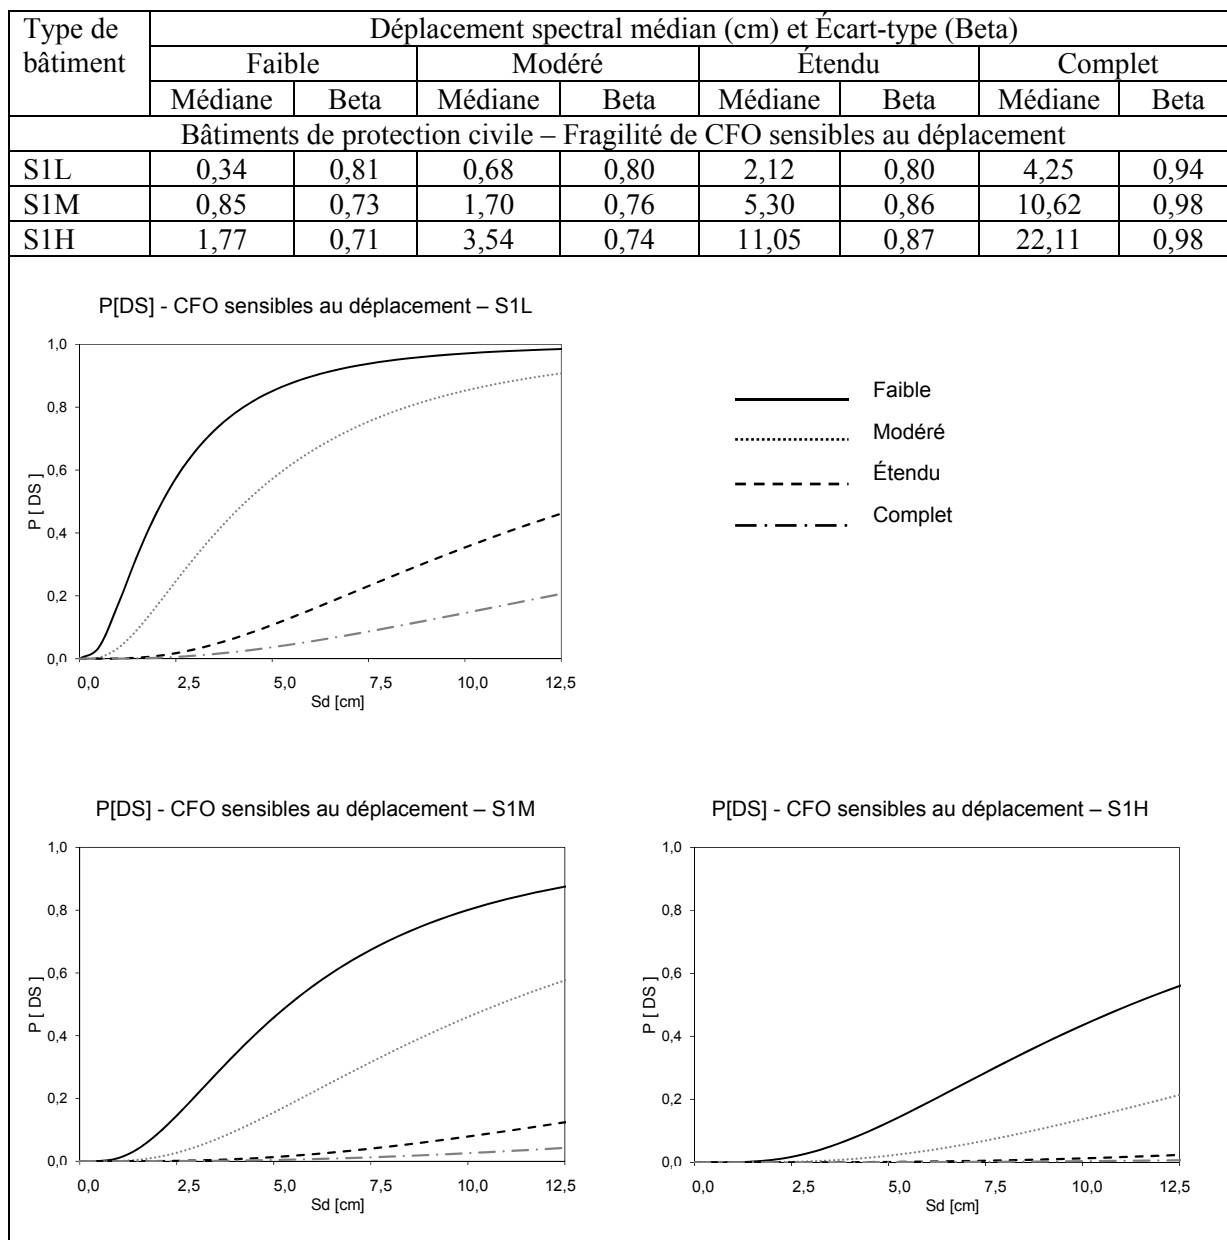 Type de bâtiment
Déplacement spectral médian (cm) et Écart-type (Beta)
Faible Modéré Étendu Complet
Médiane Beta Médiane Beta Médiane Beta Médiane Beta
Bâtiments de protection civile – Fragilité de CFO sensibles au déplacement
S1L 0,34 0,81 0,68 0,80 2,12 0,80 4,25 0,94
S1M 0,85 0,73 1,70 0,76 5,30 0,86 10,62 0,98
S1H 1,77 0,71 3,54 0,74 11,05 0,87 22,11 0,98
P[DS] - CFO sensibles au déplacement – S1L
1,0
0,8
0,6
0,4
0,2
0,0
P [ DS ]
0,0 2,5 5,0 7,5 10,0 12,5
Sd [cm]
Faible
Modéré
Étendu
Complet
P[DS] - CFO sensibles au déplacement – S1M
1,0
0,8
0,6
0,4
0,2
0,0
P [ DS ]
0,0 2,5 5,0 7,5 10,0 12,5
Sd [cm]
P[DS] - CFO sensibles au déplacement – S1H
1,0
0,8
0,6
0,4
0,2
0,0
P [ DS ]
0,0 2,5 5,0 7,5 10,0 12,5
Sd [cm]